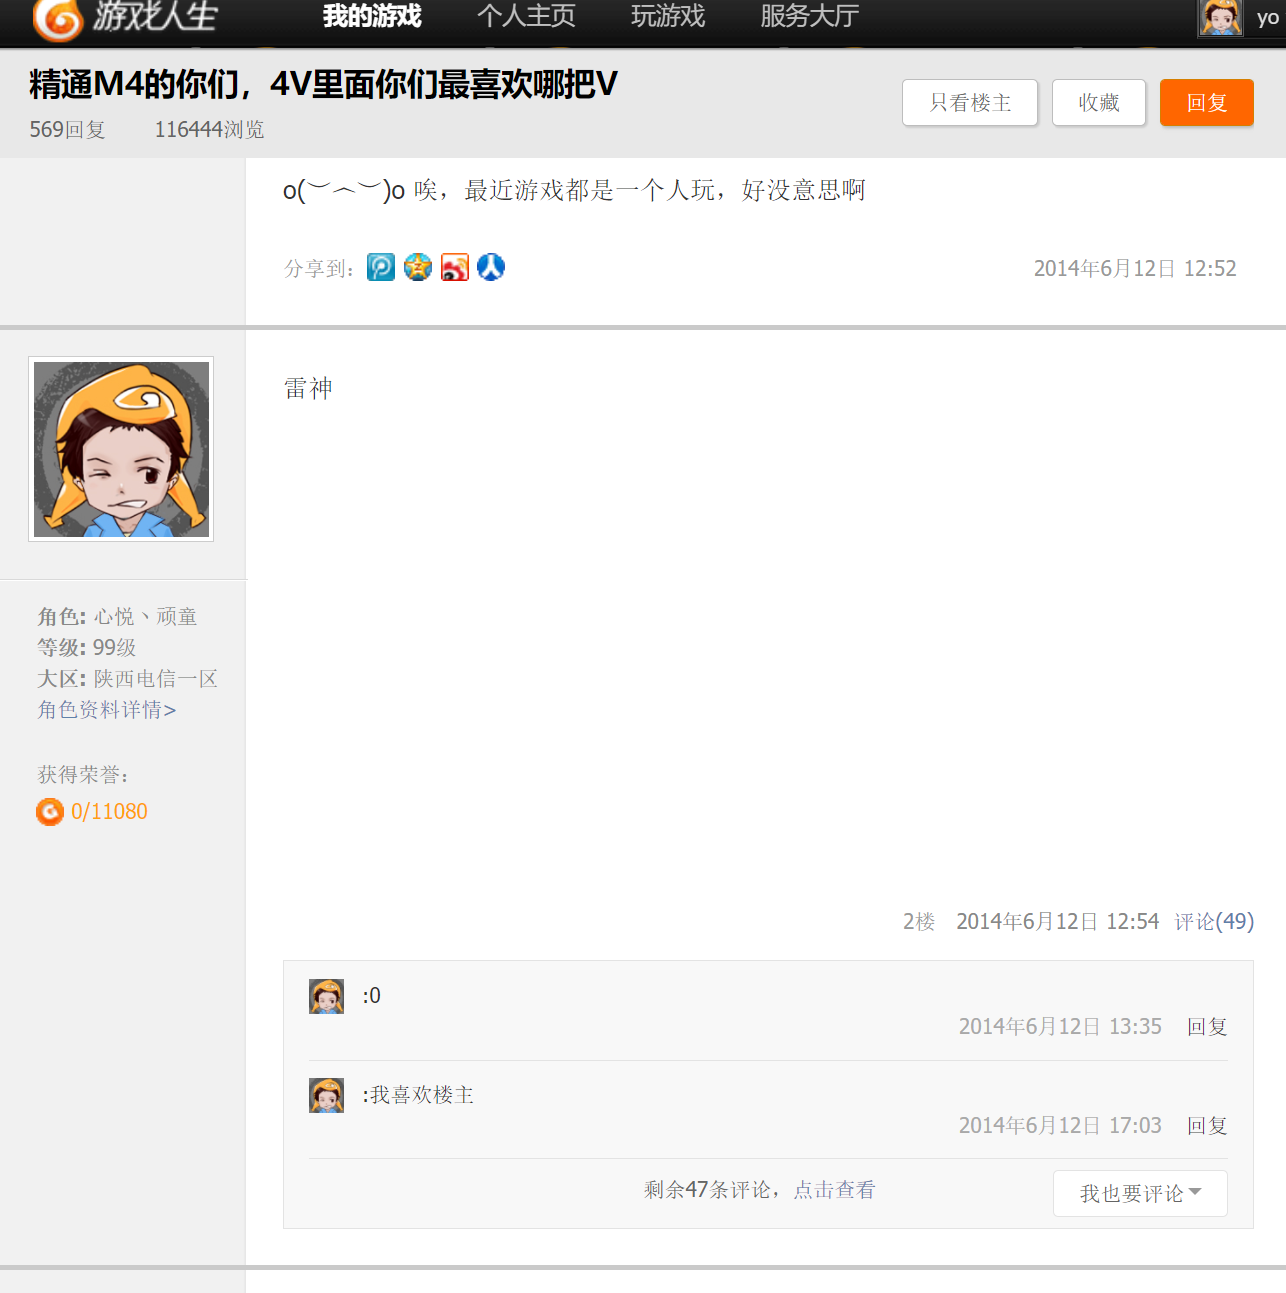 游戏人生
我的游戏 个人主页 玩游戏 服务大厅 yo
精通M4的你们，4V里面你们最喜欢哪把V
569回复 116444浏览
只看楼主 收藏 回复
o(︶︿︶)o 唉，最近游戏都是一个人玩，好没意思啊
分享到： 2014年6月12日 12:52
雷神
角色: 心悦丶顽童
等级: 99级
大区: 陕西电信一区
角色资料详情>
获得荣誉：
0/11080
2楼 2014年6月12日 12:54 评论(49)
:0
2014年6月12日 13:35 回复
:我喜欢楼主
2014年6月12日 17:03 回复
剩余47条评论，点击查看
我也要评论